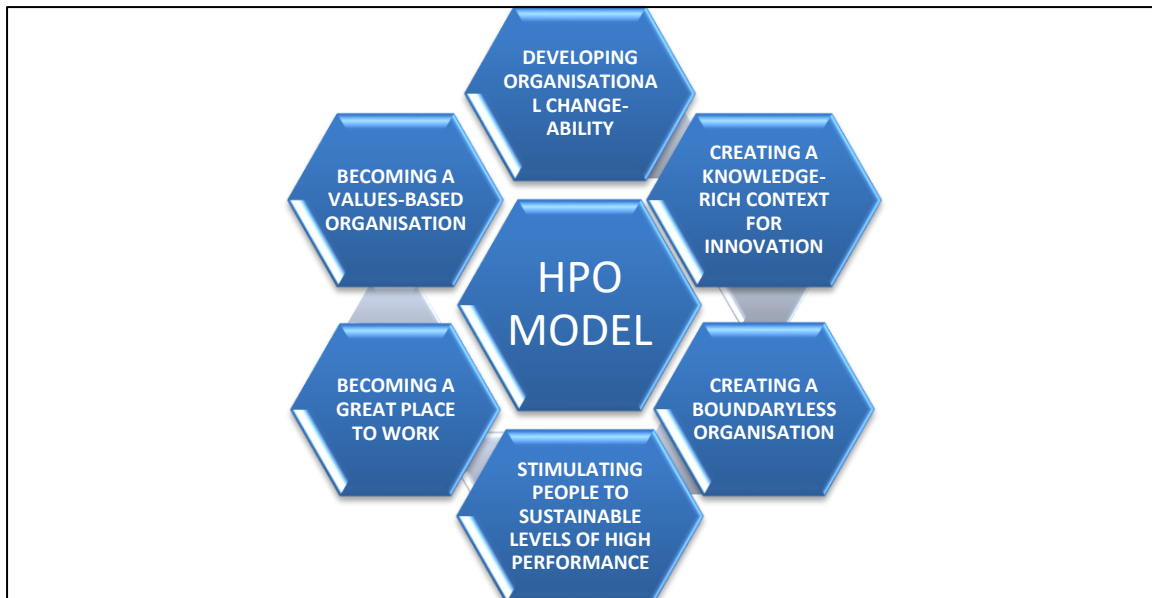 DEVELOPING
ORGANISATIONA
L CHANGE-
ABILITY
CREATING A
KNOWLEDGE-
RICH CONTEXT
FOR
INNOVATION
BECOMING A
VALUES-BASED
ORGANISATION
HPO
MODEL
CREATING A
BOUNDARYLESS
ORGANISATION
BECOMING A
GREAT PLACE
TO WORK
STIMULATING
PEOPLE TO
SUSTAINABLE
LEVELS OF HIGH
PERFORMANCE